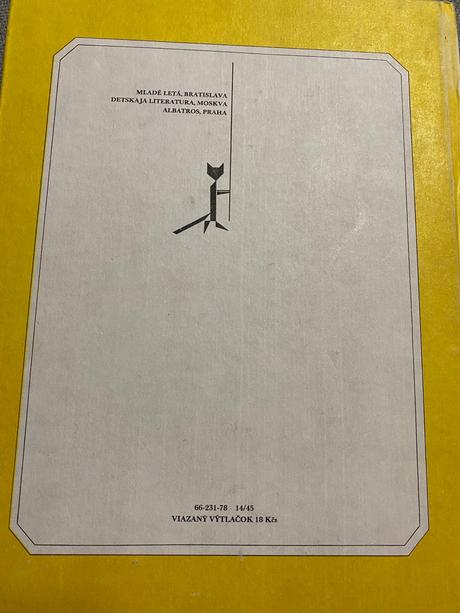 MLADÉ LETÁ, BRATISLAVA
DETSKAJA LITERATURA, MOSKVA
ALBATROS, PRAHA
66-231-78 14/45
VIAZANÝ VÝTLAČOK 18 Kčs